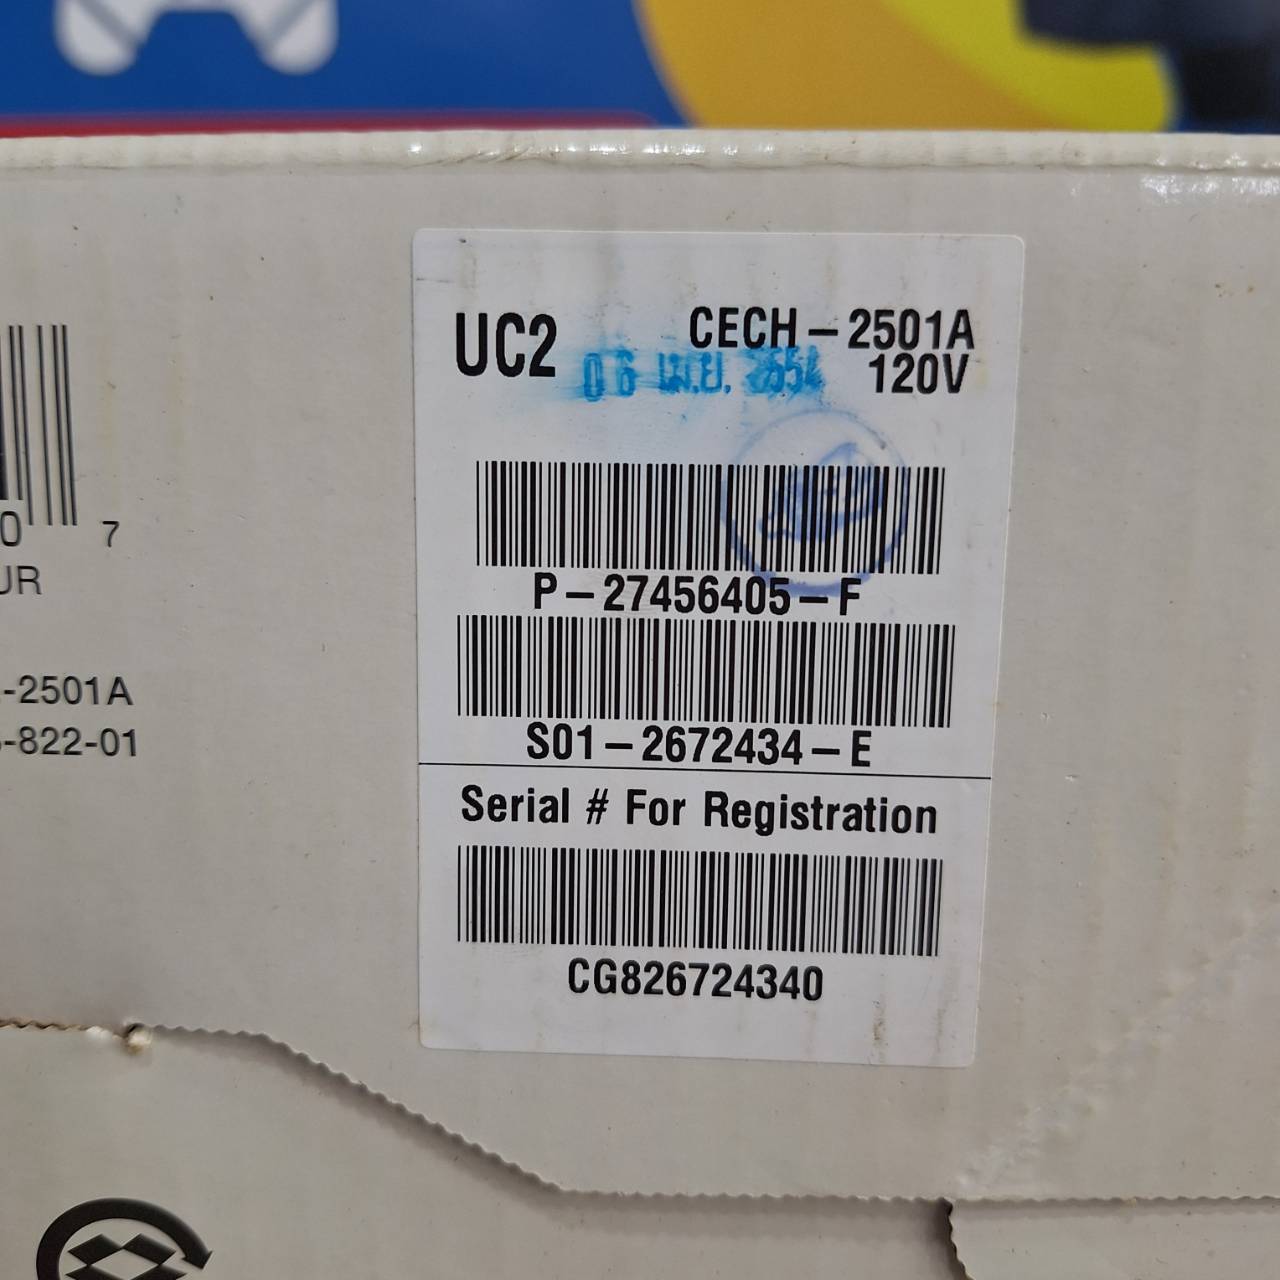 UC2
CECH-2501A
120V
06 เม.ย. 2554
P-27456405-F
S01-2672434-E
Serial # For Registration
CG826724340
0 7
UR
-2501A
-822-01